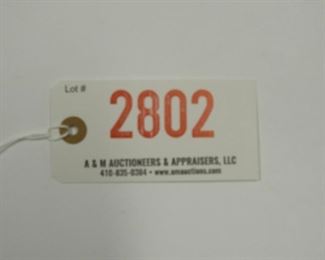 Lot #
2802
A & M AUCTIONEERS & APPRAISERS, LLC
410-835-0384 • www.amauctions.com